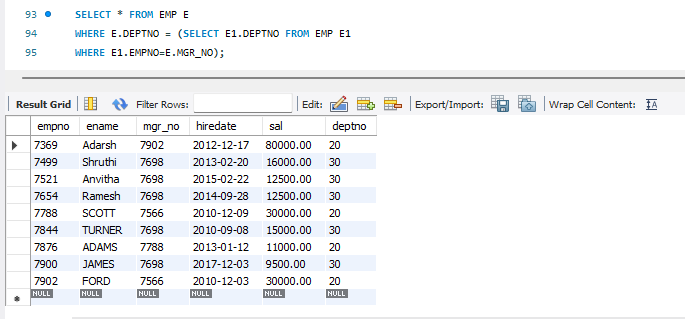 93 SELECT * FROM EMP E
94 WHERE E.DEPTNO = (SELECT E1.DEPTNO FROM EMP E1
95 WHERE E1.EMPNO=E.MGR_NO);
Result Grid Filter Rows: Edit: Export/Import: Wrap Cell Content: IA
empno ename mgr_no hiredate sal deptno
7369 Adarsh 7902 2012-12-17 80000.00 20
7499 Shruthi 7698 2013-02-20 16000.00 30
7521 Anvitha 7698 2015-02-22 12500.00 30
7654 Ramesh 7698 2014-09-28 12500.00 30
7788 SCOTT 7566 2010-12-09 30000.00 20
7844 TURNER 7698 2010-09-08 15000.00 30
7876 ADAMS 7788 2013-01-12 11000.00 20
7900 JAMES 7698 2017-12-03 9500.00 30
7902 FORD 7566 2010-12-03 30000.00 20
NULL NULL NULL NULL NULL NULL